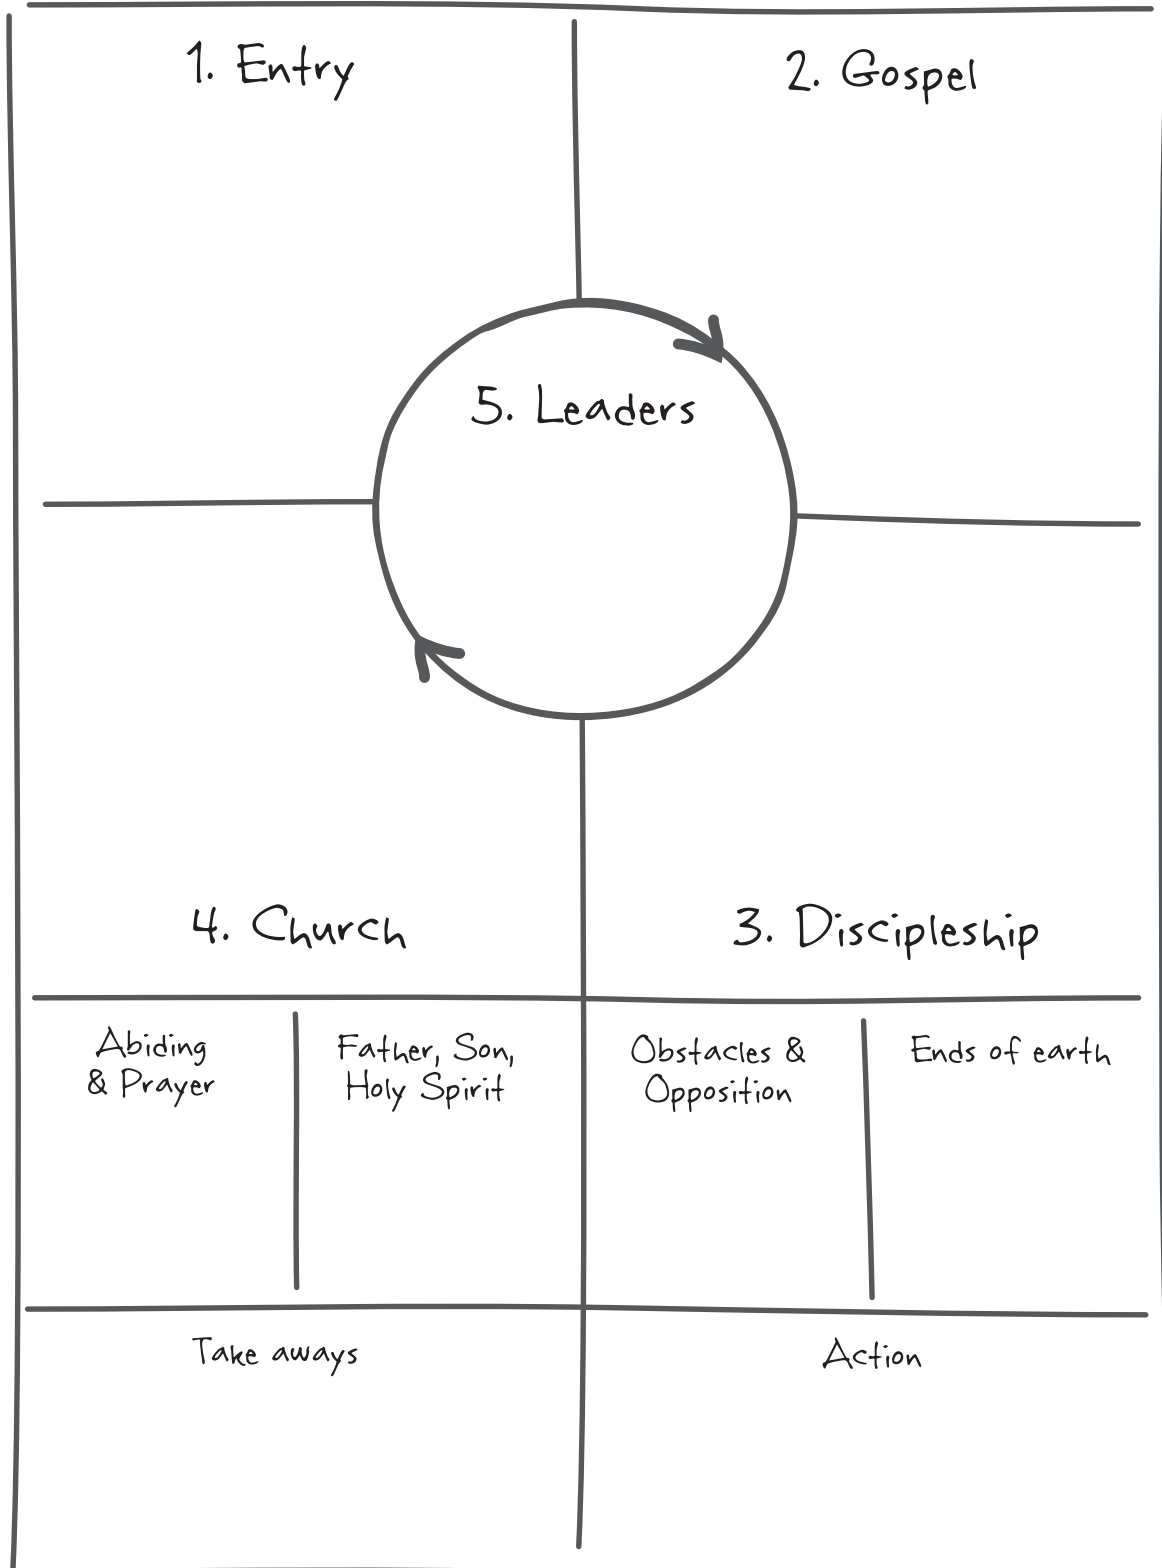 1. Entry
2. Gospel
5. Leaders
4. Church
3. Discipleship
Abiding
& Prayer
Father, Son,
Holy Spirit
Obstacles &
Opposition
Ends of earth
Take aways
Action